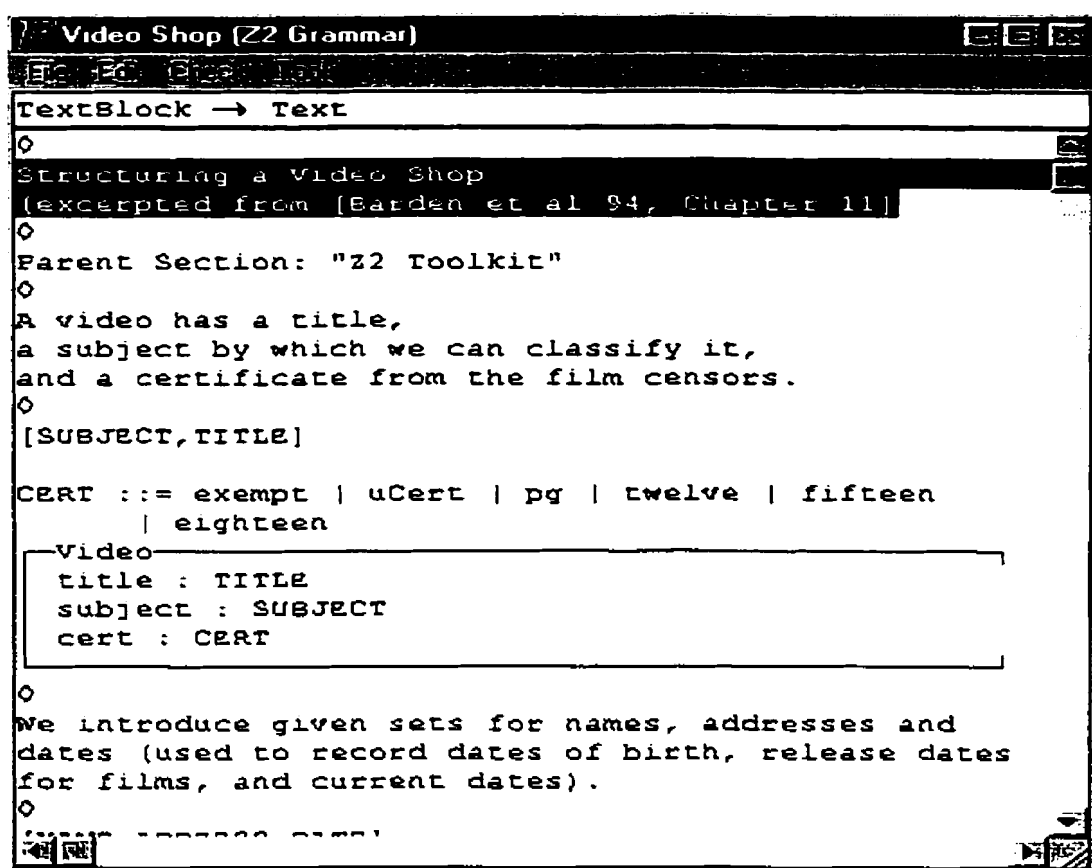 Video Shop (Z2 Grammar)
TextBlock → Text
◊
Structuring a Video Shop
(excerpted from [Barden et al 94, Chapter 11]
◊
Parent Section: "Z2 Toolkit"
◊
A video has a title,
a subject by which we can classify it,
and a certificate from the film censors.
◊
[SUBJECT,TITLE]
CERT ::= exempt | uCert | pg | twelve | fifteen
| eighteen
Video
title : TITLE
subject : SUBJECT
cert : CERT
◊
We introduce given sets for names, addresses and
dates (used to record dates of birth, release dates
for films, and current dates).
◊